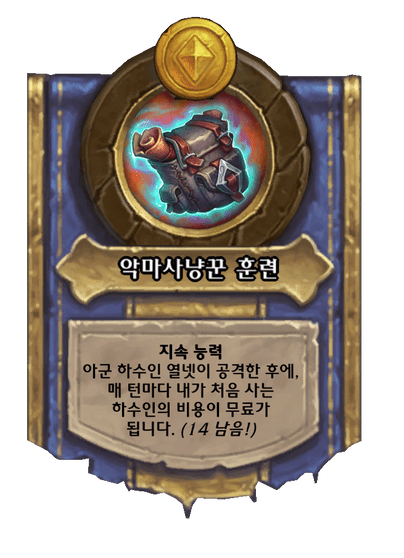 악마사냥꾼 훈련
지속 능력
아군 하수인 열넷이 공격한 후에,
매 턴마다 내가 처음 사는
하수인의 비용이 무료가
됩니다. (14 남음!)